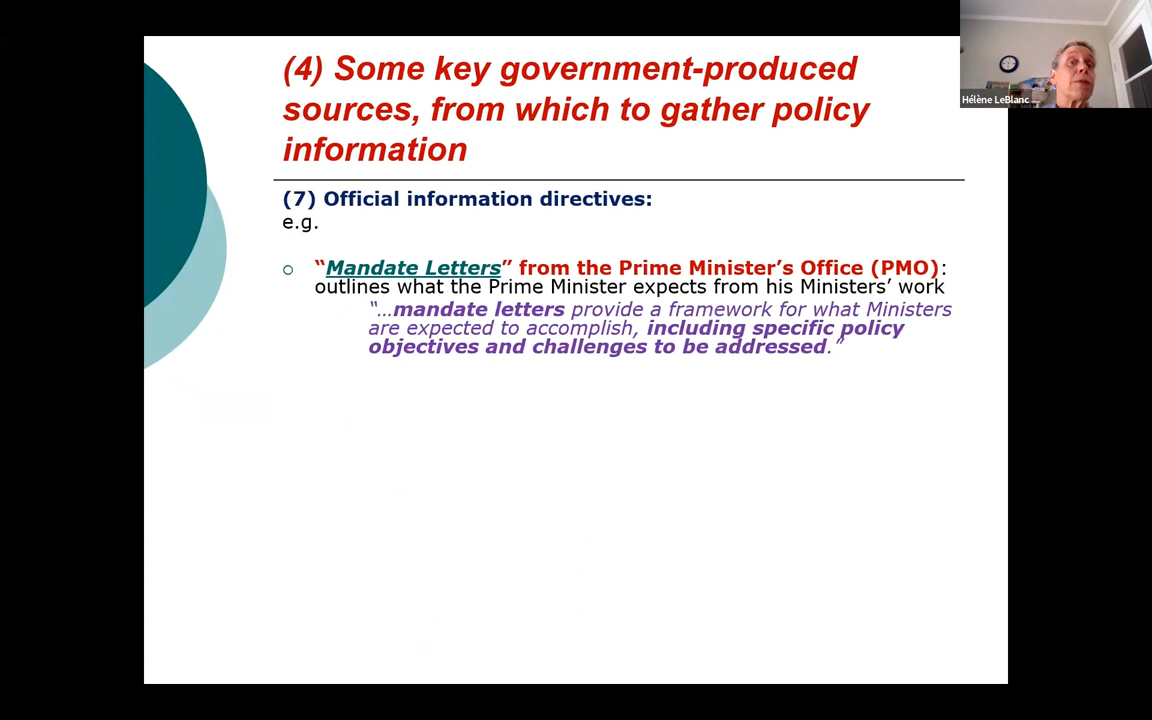 (4) Some key government-produced
sources, from which to gather policy
information
Hélène LeBlanc
(7) Official information directives:
e.g.
“Mandate Letters” from the Prime Minister’s Office (PMO):
outlines what the Prime Minister expects from his Ministers’ work
“…mandate letters provide a framework for what Ministers
are expected to accomplish, including specific policy
objectives and challenges to be addressed.”